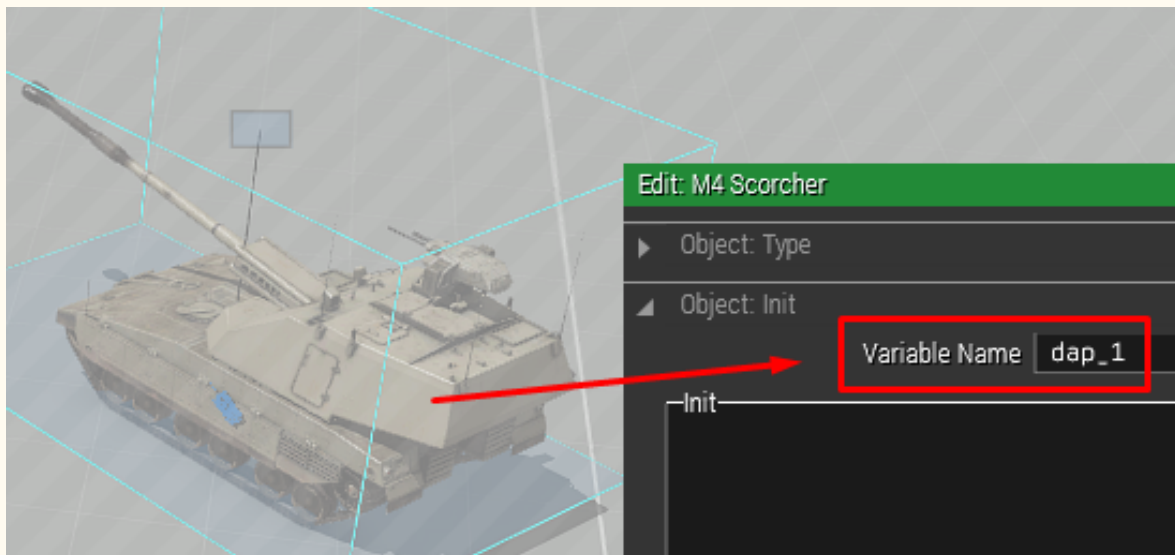 Edit: M4 Scorcher
Object: Type
Object: Init
Variable Name dap_1
Init